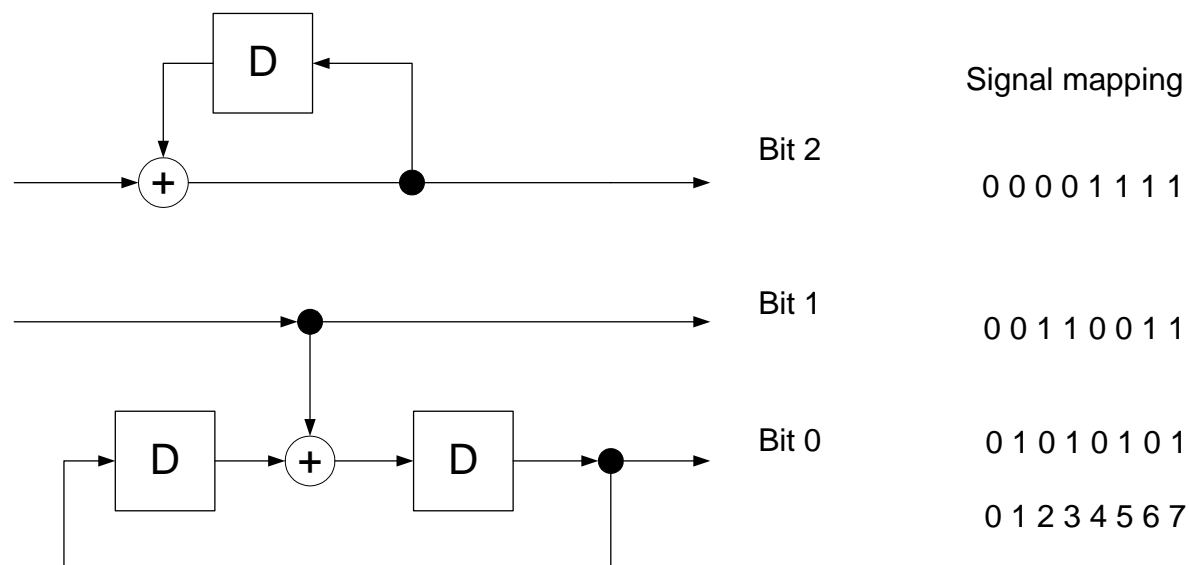 D
Signal mapping
Bit 2
+
0 0 0 0 1 1 1 1
Bit 1
0 0 1 1 0 0 1 1
D + D
Bit 0
0 1 0 1 0 1 0 1
0 1 2 3 4 5 6 7